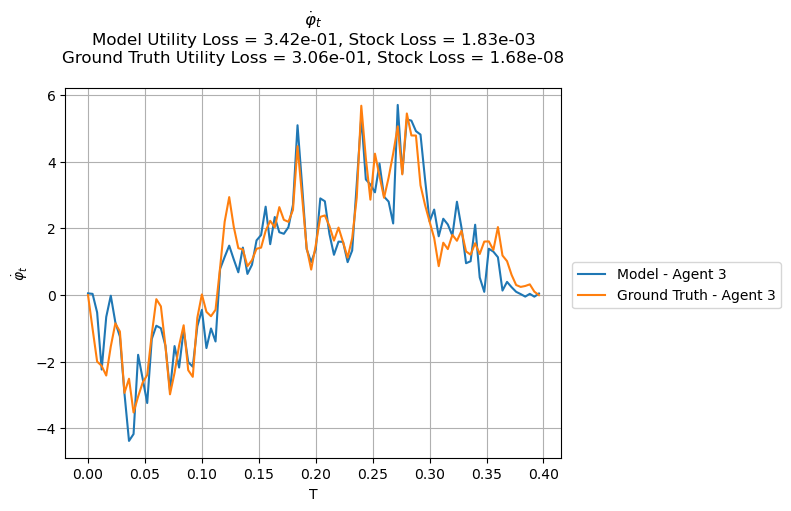 φ̇ₜ
Model Utility Loss = 3.42e-01, Stock Loss = 1.83e-03
Ground Truth Utility Loss = 3.06e-01, Stock Loss = 1.68e-08
6
4
2
0
−2
−4
φ̇ₜ
0.00 0.05 0.10 0.15 0.20 0.25 0.30 0.35 0.40
T
Model - Agent 3
Ground Truth - Agent 3